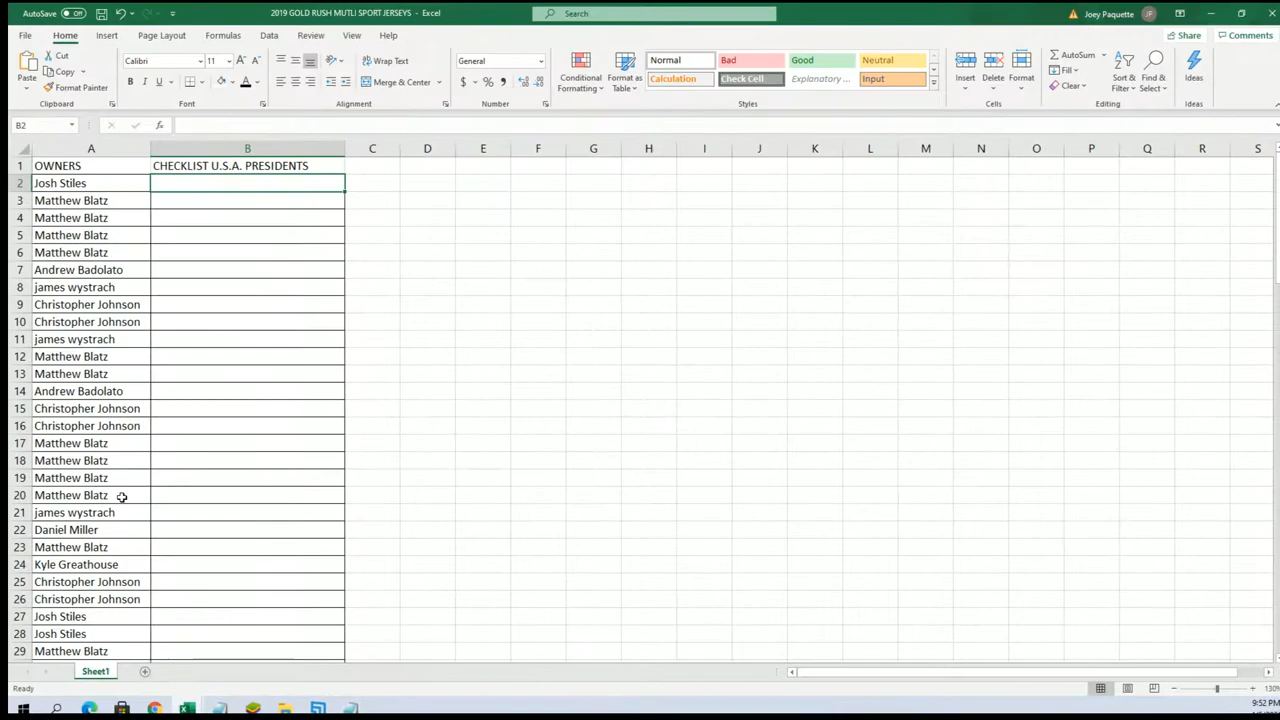 AutoSave Off 2019 GOLD RUSH MUTLI SPORT JERSEYS - Excel Search Joey Paquette JP
File Home Insert Page Layout Formulas Data Review View Help Share Comments
Paste Cut Copy Format Painter Clipboard
Calibri 11 A A B I U A Font
Wrap Text Merge & Center Alignment
General $ % , Number
Conditional Formatting Format as Table
Normal Bad Good Neutral
Calculation Check Cell Explanatory ... Input
Styles
Insert Delete Format Cells
AutoSum Fill Clear Sort & Filter Find & Select Editing
Ideas Ideas
B2 fx
A B C D E F G H I J K L M N O P Q R S
1 OWNERS CHECKLIST U.S.A. PRESIDENTS
2 Josh Stiles
3 Matthew Blatz
4 Matthew Blatz
5 Matthew Blatz
6 Matthew Blatz
7 Andrew Badolato
8 james wystrach
9 Christopher Johnson
10 Christopher Johnson
11 james wystrach
12 Matthew Blatz
13 Matthew Blatz
14 Andrew Badolato
15 Christopher Johnson
16 Christopher Johnson
17 Matthew Blatz
18 Matthew Blatz
19 Matthew Blatz
20 Matthew Blatz
21 james wystrach
22 Daniel Miller
23 Matthew Blatz
24 Kyle Greathouse
25 Christopher Johnson
26 Christopher Johnson
27 Josh Stiles
28 Josh Stiles
29 Matthew Blatz
Sheet1
Ready 130%
9:52 PM